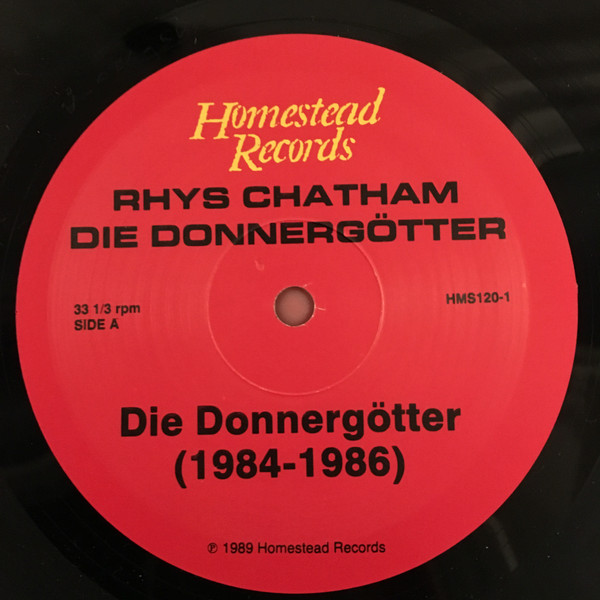 Homestead
Records
RHYS CHATHAM
DIE DONNERGÖTTER
33 1/3 rpm
SIDE A
HMS120-1
Die Donnergötter
(1984-1986)
℗ 1989 Homestead Records